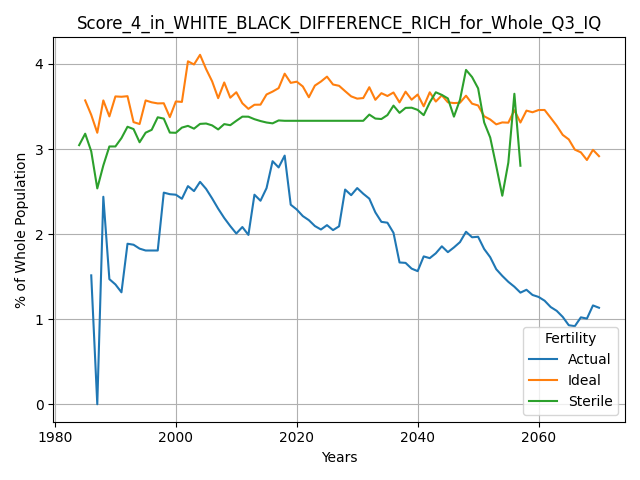 Score_4_in_WHITE_BLACK_DIFFERENCE_RICH_for_Whole_Q3_IQ
% of Whole Population
4
3
2
1
0
1980 2000 2020 2040 2060
Years
Fertility
Actual
Ideal
Sterile